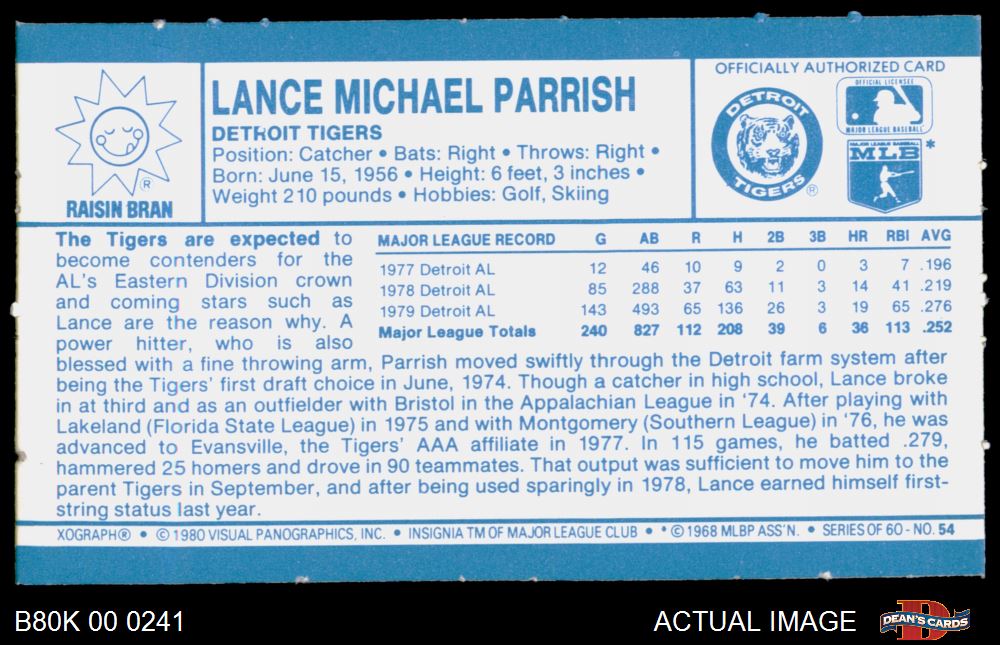 RAISIN BRAN
®
LANCE MICHAEL PARRISH
DETROIT TIGERS
Position: Catcher • Bats: Right • Throws: Right •
Born: June 15, 1956 • Height: 6 feet, 3 inches •
Weight 210 pounds • Hobbies: Golf, Skiing
OFFICIALLY AUTHORIZED CARD
DETROIT
TIGERS
®
OFFICIAL LICENSEE
MAJOR LEAGUE BASEBALL
MAJOR LEAGUE BASEBALL
MLB *
The Tigers are expected to
become contenders for the
AL's Eastern Division crown
and coming stars such as
Lance are the reason why. A
power hitter, who is also
MAJOR LEAGUE RECORD G AB R H 2B 3B HR RBI AVG
1977 Detroit AL 12 46 10 9 2 0 3 7 .196
1978 Detroit AL 85 288 37 63 11 3 14 41 .219
1979 Detroit AL 143 493 65 136 26 3 19 65 .276
Major League Totals 240 827 112 208 39 6 36 113 .252
blessed with a fine throwing arm, Parrish moved swiftly through the Detroit farm system after
being the Tigers' first draft choice in June, 1974. Though a catcher in high school, Lance broke
in at third and as an outfielder with Bristol in the Appalachian League in '74. After playing with
Lakeland (Florida State League) in 1975 and with Montgomery (Southern League) in '76, he was
advanced to Evansville, the Tigers' AAA affiliate in 1977. In 115 games, he batted .279,
hammered 25 homers and drove in 90 teammates. That output was sufficient to move him to the
parent Tigers in September, and after being used sparingly in 1978, Lance earned himself first-
string status last year.
XOGRAPH® • © 1980 VISUAL PANOGRAPHICS, INC. • INSIGNIA TM OF MAJOR LEAGUE CLUB • * © 1968 MLBP ASS'N. • SERIES OF 60 - NO. 54
B80K 00 0241
ACTUAL IMAGE
DEAN'S CARDS